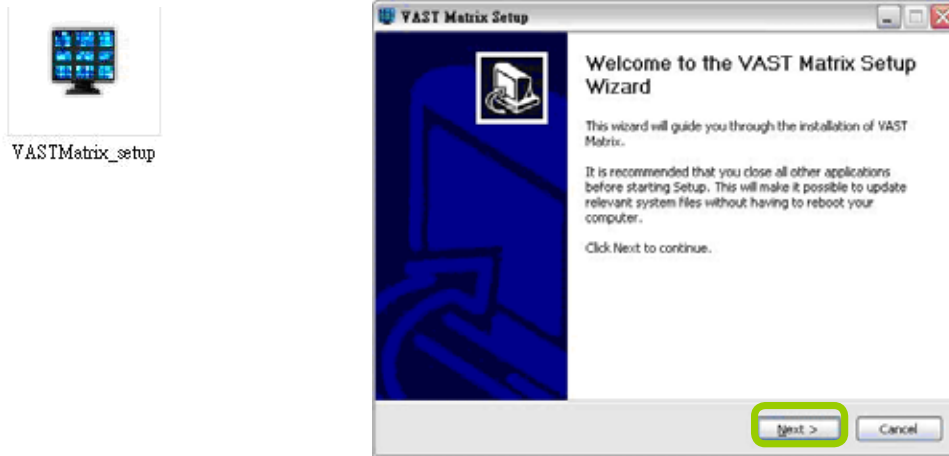 VASTMatrix_setup
VAST Matrix Setup
Welcome to the VAST Matrix Setup
Wizard
This wizard will guide you through the installation of VAST
Matrix.
It is recommended that you close all other applications
before starting Setup. This will make it possible to update
relevant system files without having to reboot your
computer.
Click Next to continue.
Next >
Cancel